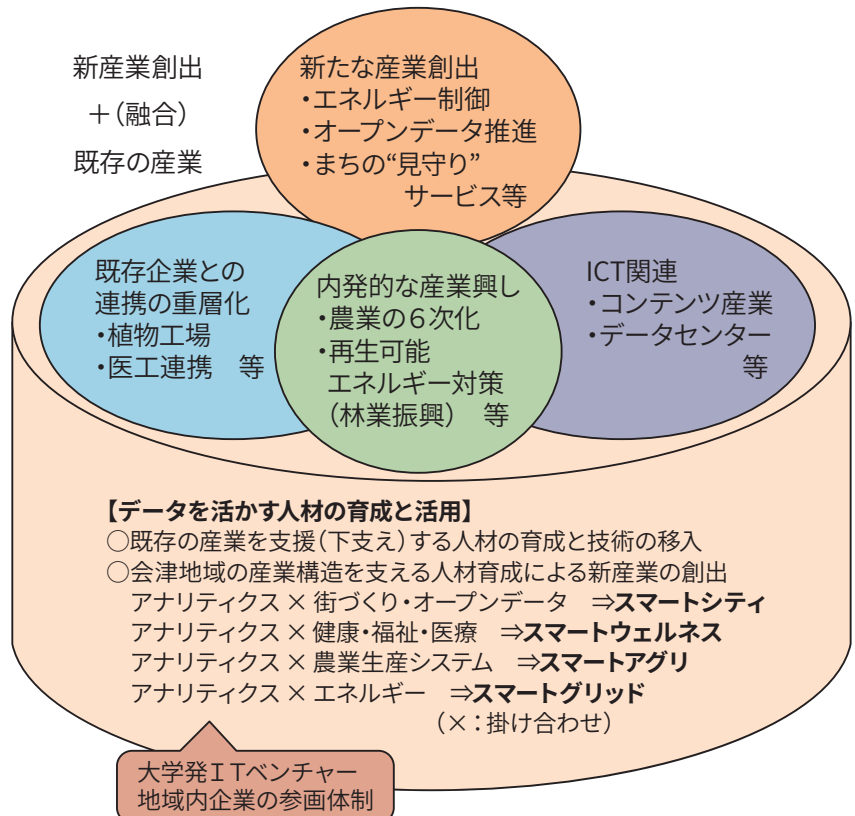 新産業創出
＋（融合）
既存の産業
新たな産業創出
・エネルギー制御
・オープンデータ推進
・まちの“見守り”
サービス等
既存企業との
連携の重層化
・植物工場
・医工連携　等
内発的な産業興し
・農業の６次化
・再生可能
エネルギー対策
（林業振興）　等
ICT関連
・コンテンツ産業
・データセンター
等
【データを活かす人材の育成と活用】
○既存の産業を支援（下支え）する人材の育成と技術の移入
○会津地域の産業構造を支える人材育成による新産業の創出
アナリティクス × 街づくり・オープンデータ　⇒スマートシティ
アナリティクス × 健康・福祉・医療　⇒スマートウェルネス
アナリティクス × 農業生産システム　⇒スマートアグリ
アナリティクス × エネルギー　⇒スマートグリッド
（×：掛け合わせ）
大学発ＩＴベンチャー
地域内企業の参画体制